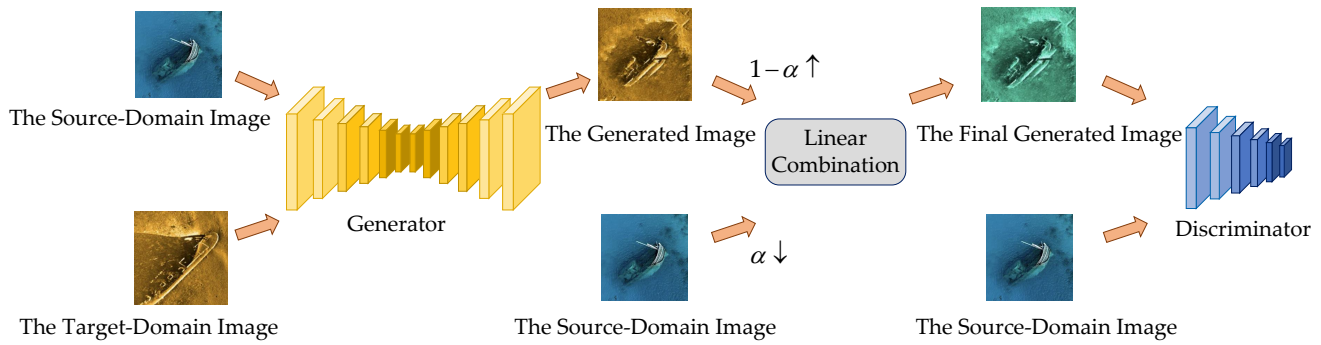 The Source-Domain Image
The Target-Domain Image
Generator
The Generated Image
The Source-Domain Image
1−α ↑
α ↓
Linear
Combination
The Final Generated Image
The Source-Domain Image
Discriminator